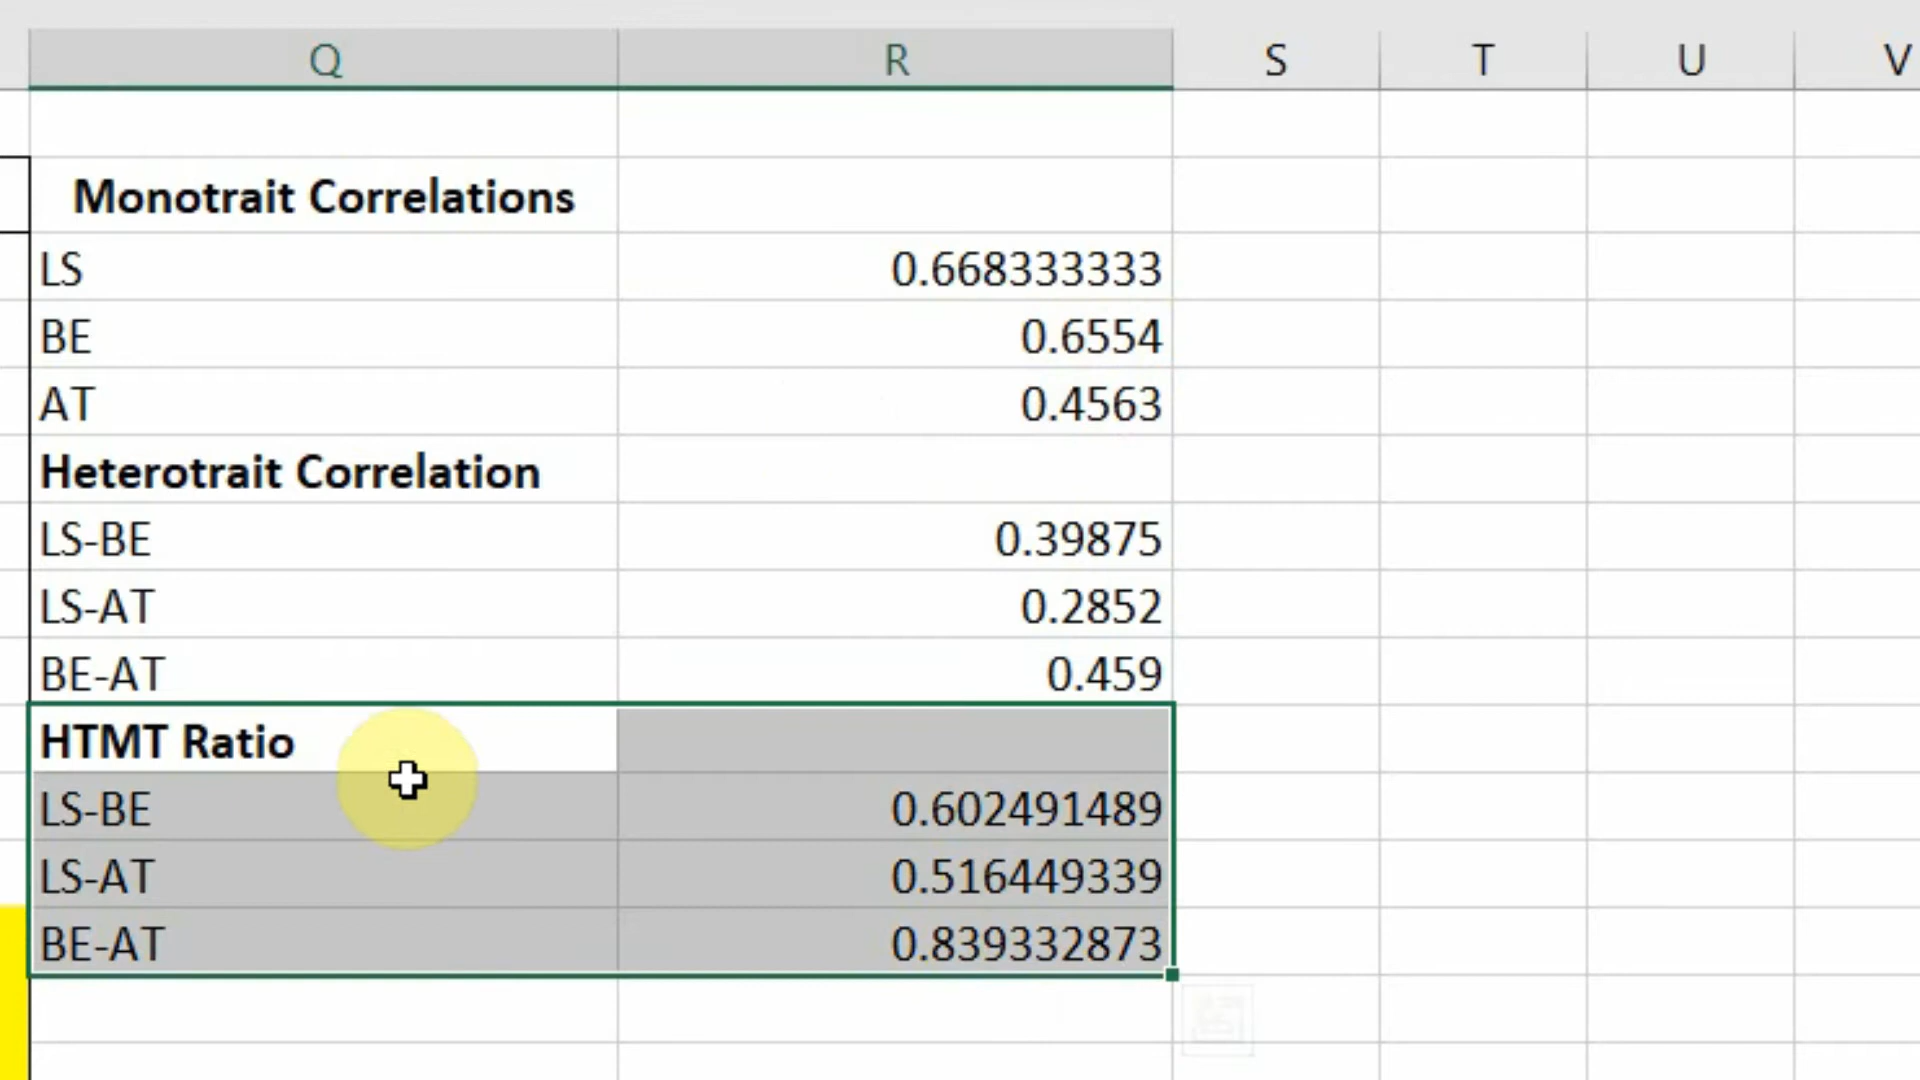 Q R S T U V
Monotrait Correlations
LS 0.668333333
BE 0.6554
AT 0.4563
Heterotrait Correlation
LS-BE 0.39875
LS-AT 0.2852
BE-AT 0.459
HTMT Ratio
LS-BE 0.602491489
LS-AT 0.516449339
BE-AT 0.839332873